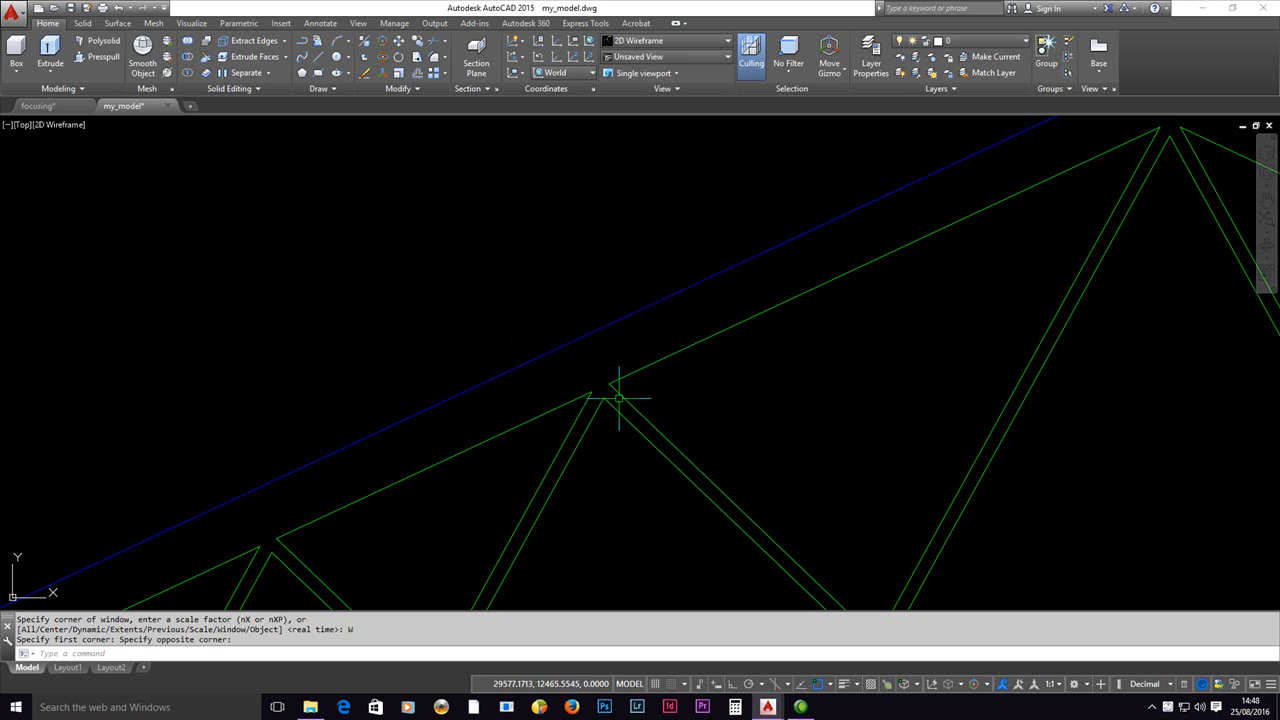 Autodesk AutoCAD 2015 my_model.dwg
Type a keyword or phrase
Sign In
Home Solid Surface Mesh Visualize Parametric Insert Annotate View Manage Output Add-ins Autodesk 360 Express Tools Acrobat
Polysolid
Extract Edges
2D Wireframe
0
Presspull
Extrude Faces
Unsaved View
Make Current
Box Extrude Smooth Object Separate Section Plane World Single viewport Culling No Filter Move Gizmo Layer Properties Match Layer Group Base
Modeling Mesh Solid Editing Draw Modify Section Coordinates View Selection Layers Groups View
focusing* my_model*
[−][Top][2D Wireframe]
Y
X
Specify corner of window, enter a scale factor (nX or nXP), or
[All/Center/Dynamic/Extents/Previous/Scale/Window/Object] <real time>: W
Specify first corner: Specify opposite corner:
Type a command
Model Layout1 Layout2
29577.1713, 12465.5545, 0.0000 MODEL 1:1 Decimal
Search the web and Windows
Ps Lr Id Pr
14:48
25/08/2016